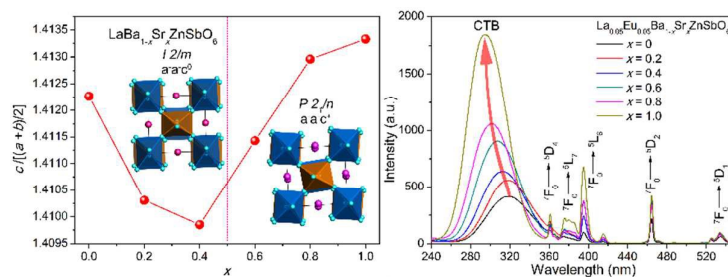 LaBa1-xSrxZnSbO6
I 2/m
a-a-c0
P 21/n
a-a-c+
c/[(a+b)/2]
1.4135
1.4130
1.4125
1.4120
1.4115
1.4110
1.4105
1.4100
1.4095
0.0
0.2
0.4
0.6
0.8
1.0
x
CTB
La0.95Eu0.05Ba1-xSrxZnSbO6
x = 0
x = 0.2
x = 0.4
x = 0.6
x = 0.8
x = 1.0
7F0 5D4
7F0 5L7
7F0 5L6
7F0 5D2
7F0 5D1
Intensity (a.u.)
2000
1500
1000
500
0
240
280
320
360
400
440
480
520
Wavelength (nm)